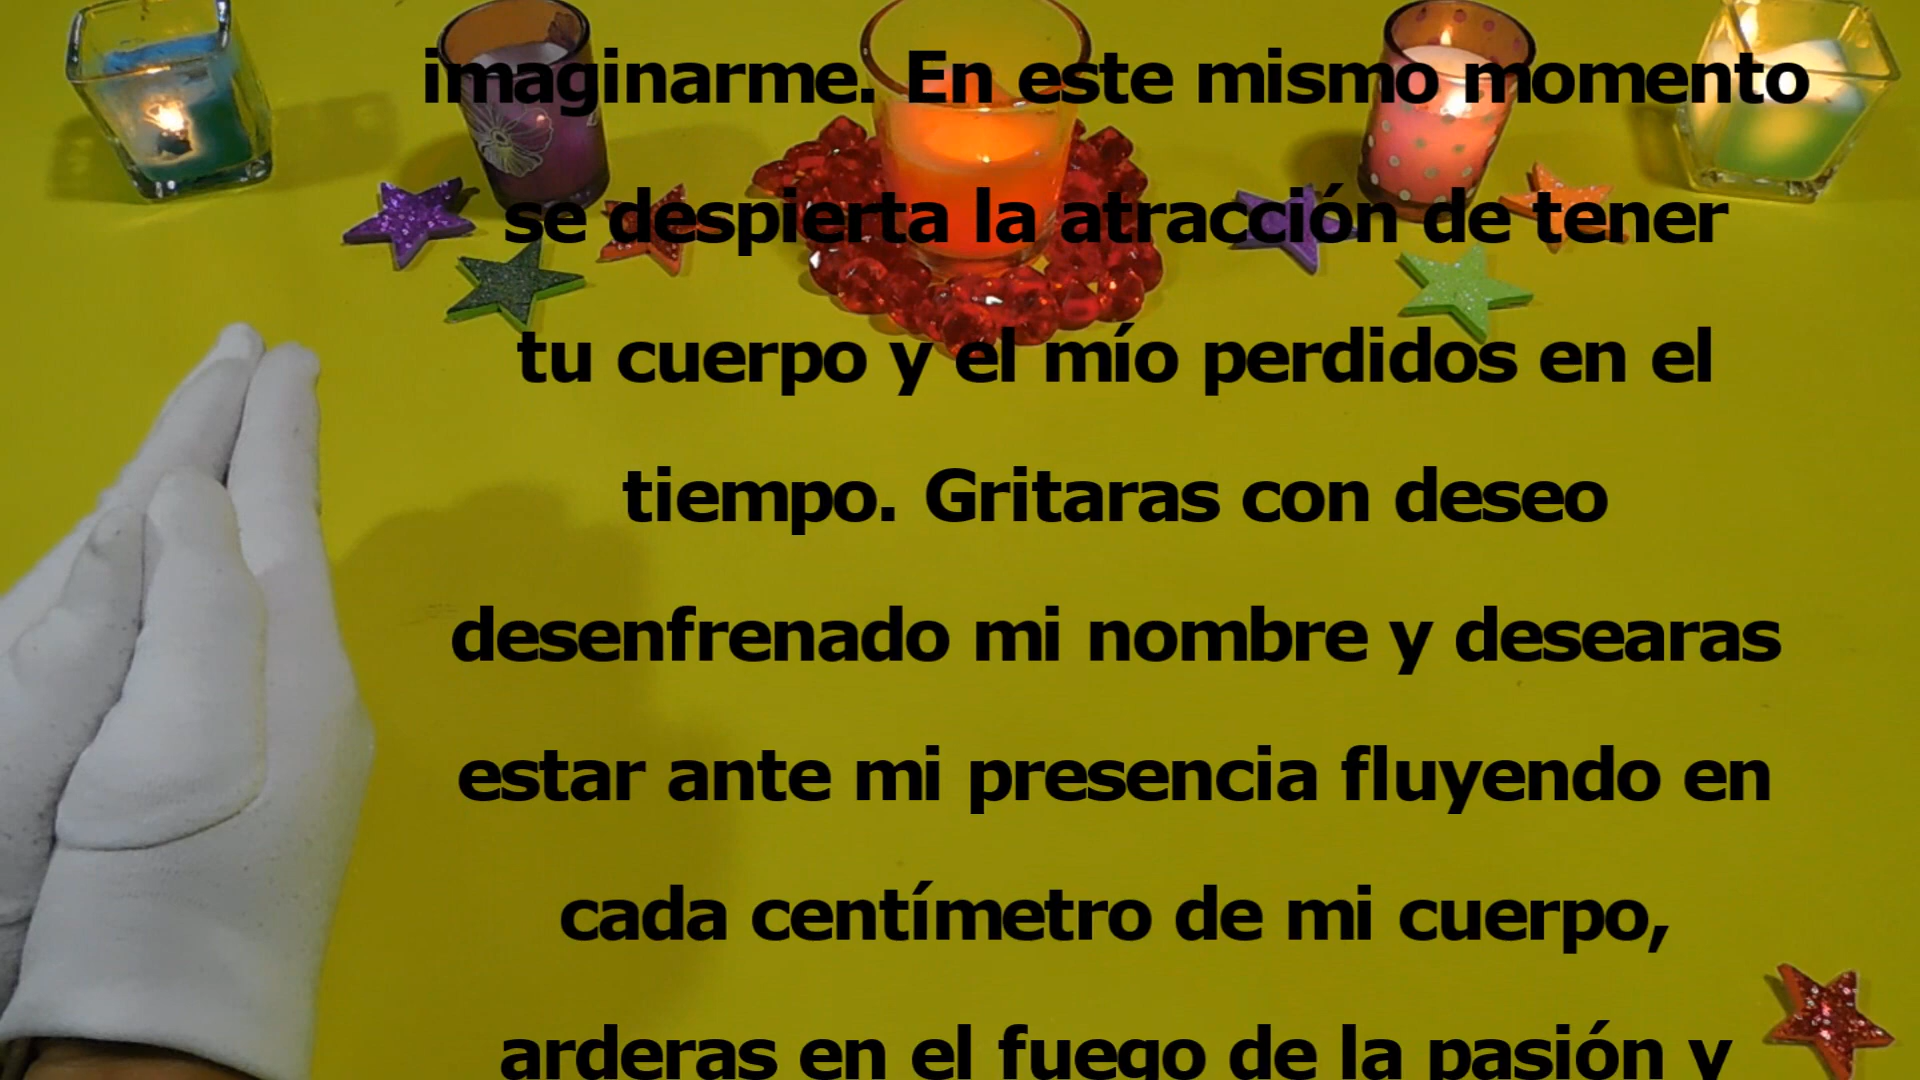 imaginarme. En este mismo momento
se despierta la atracción de tener
tu cuerpo y el mío perdidos en el
tiempo. Gritaras con deseo
desenfrenado mi nombre y desearas
estar ante mi presencia fluyendo en
cada centímetro de mi cuerpo,
arderas en el fuego de la pasión y